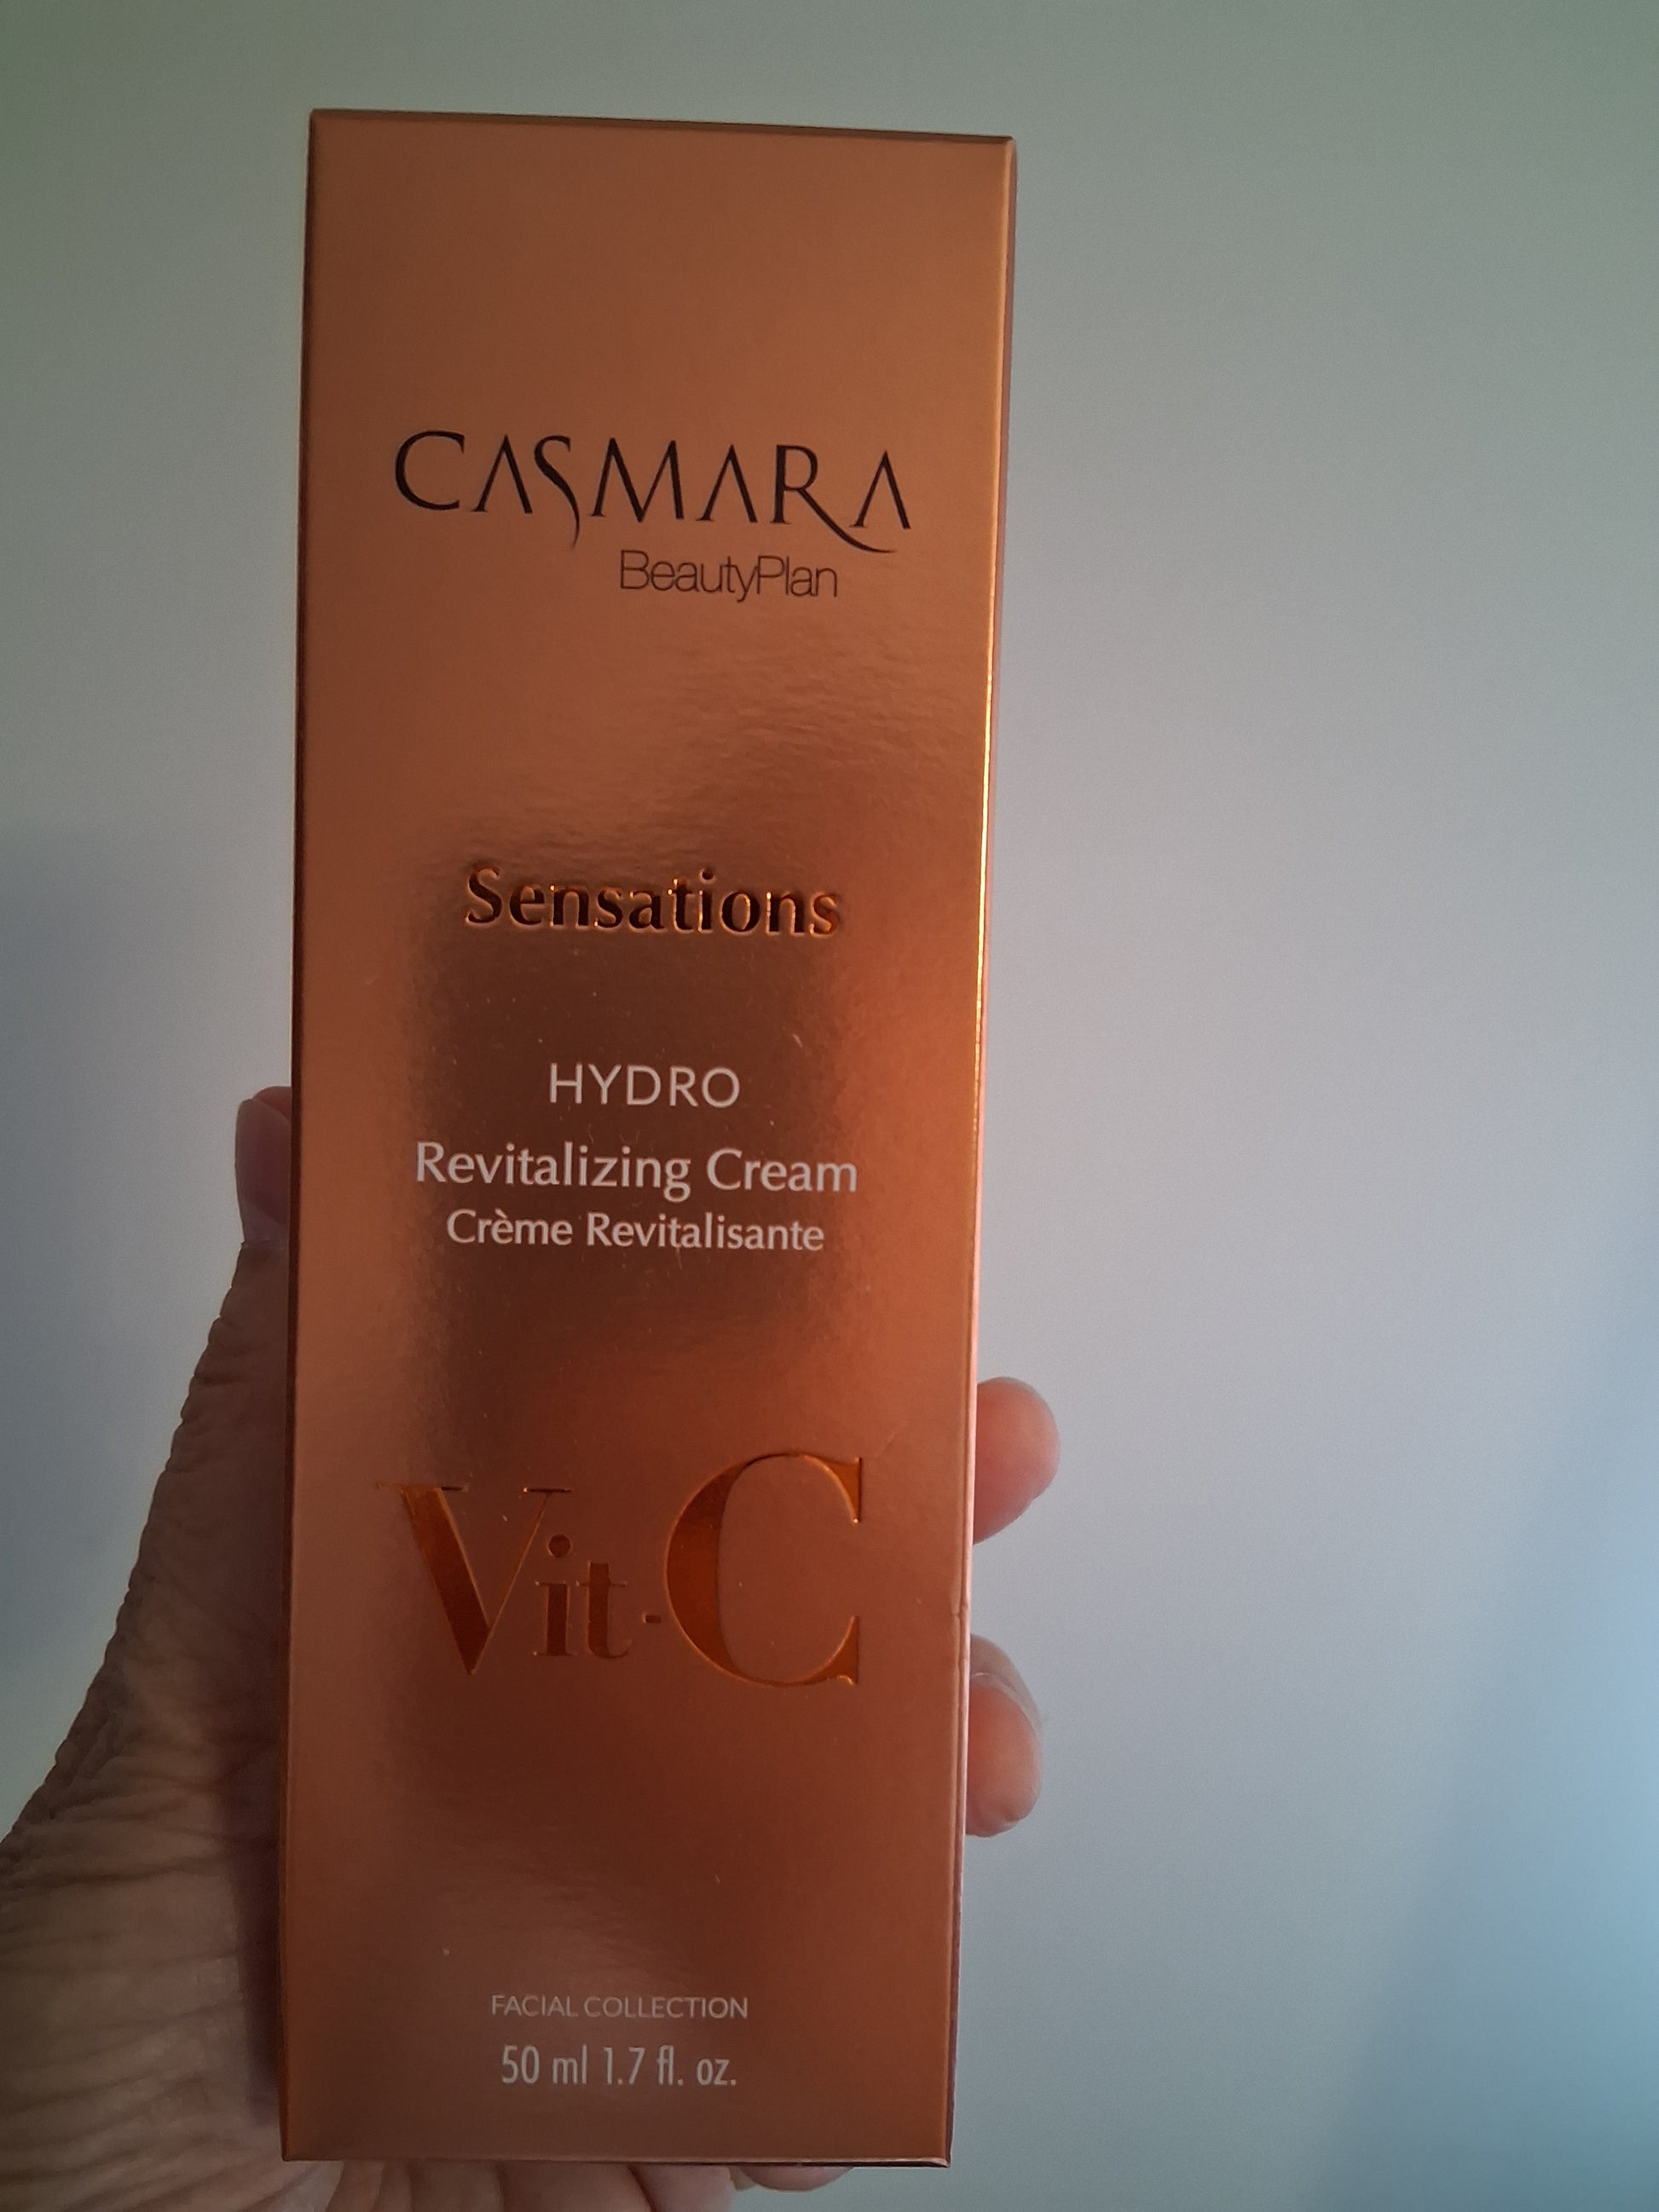 CASMARA
BeautyPlan
Sensations
HYDRO
Revitalizing Cream
Crème Revitalisante
Vit-C
FACIAL COLLECTION
50 ml 1.7 fl. oz.